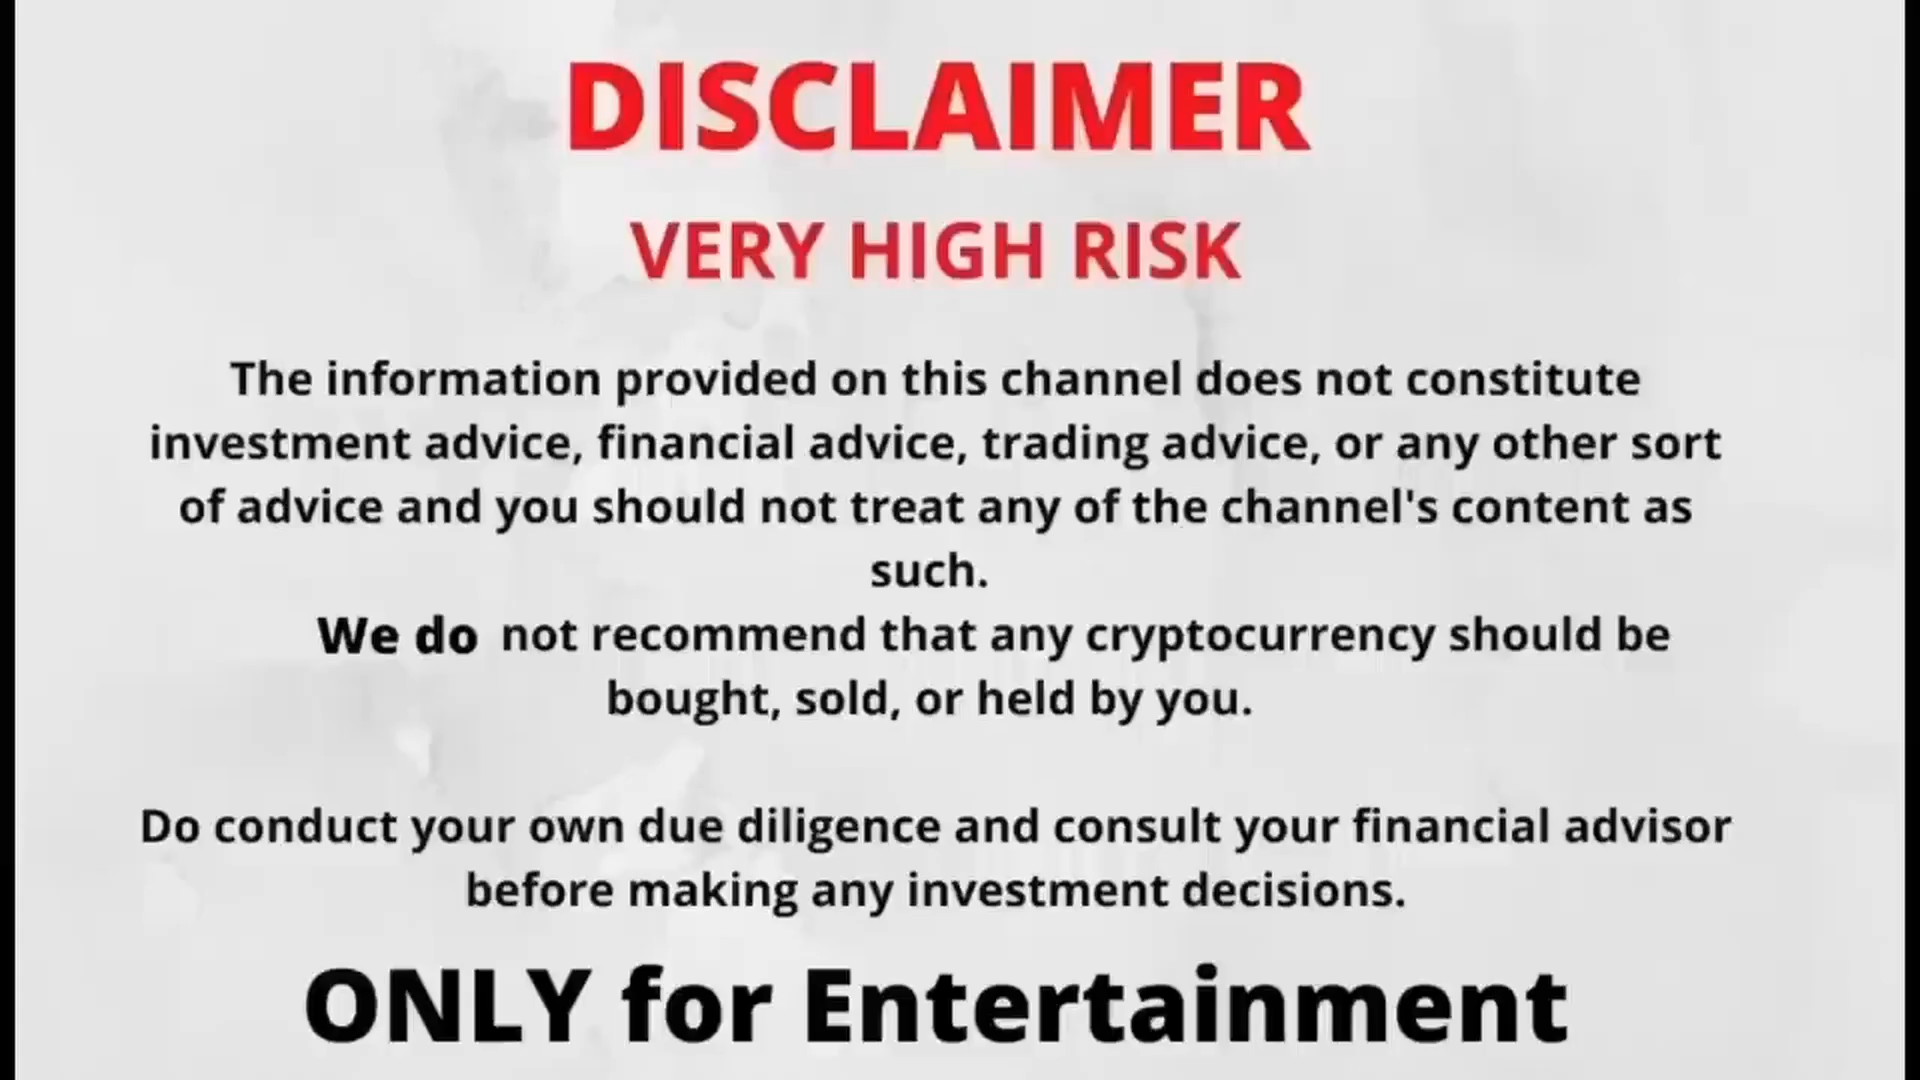 DISCLAIMER
VERY HIGH RISK
The information provided on this channel does not constitute
investment advice, financial advice, trading advice, or any other sort
of advice and you should not treat any of the channel's content as
such.
We do not recommend that any cryptocurrency should be
bought, sold, or held by you.
Do conduct your own due diligence and consult your financial advisor
before making any investment decisions.
ONLY for Entertainment